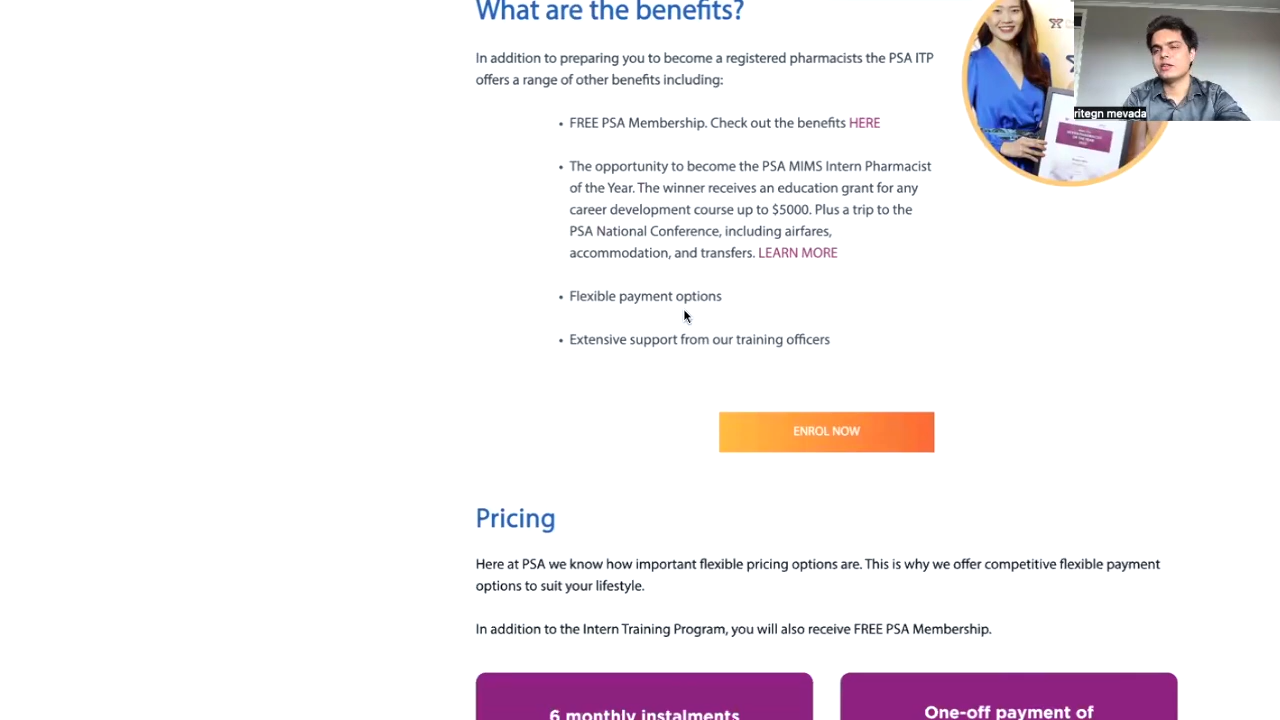 What are the benefits?
In addition to preparing you to become a registered pharmacists the PSA ITP
offers a range of other benefits including:
• FREE PSA Membership. Check out the benefits HERE
• The opportunity to become the PSA MIMS Intern Pharmacist
of the Year. The winner receives an education grant for any
career development course up to $5000. Plus a trip to the
PSA National Conference, including airfares,
accommodation, and transfers. LEARN MORE
• Flexible payment options
• Extensive support from our training officers
ritegn mevada
ENROL NOW
Pricing
Here at PSA we know how important flexible pricing options are. This is why we offer competitive flexible payment
options to suit your lifestyle.
In addition to the Intern Training Program, you will also receive FREE PSA Membership.
6 monthly instalments
One-off payment of